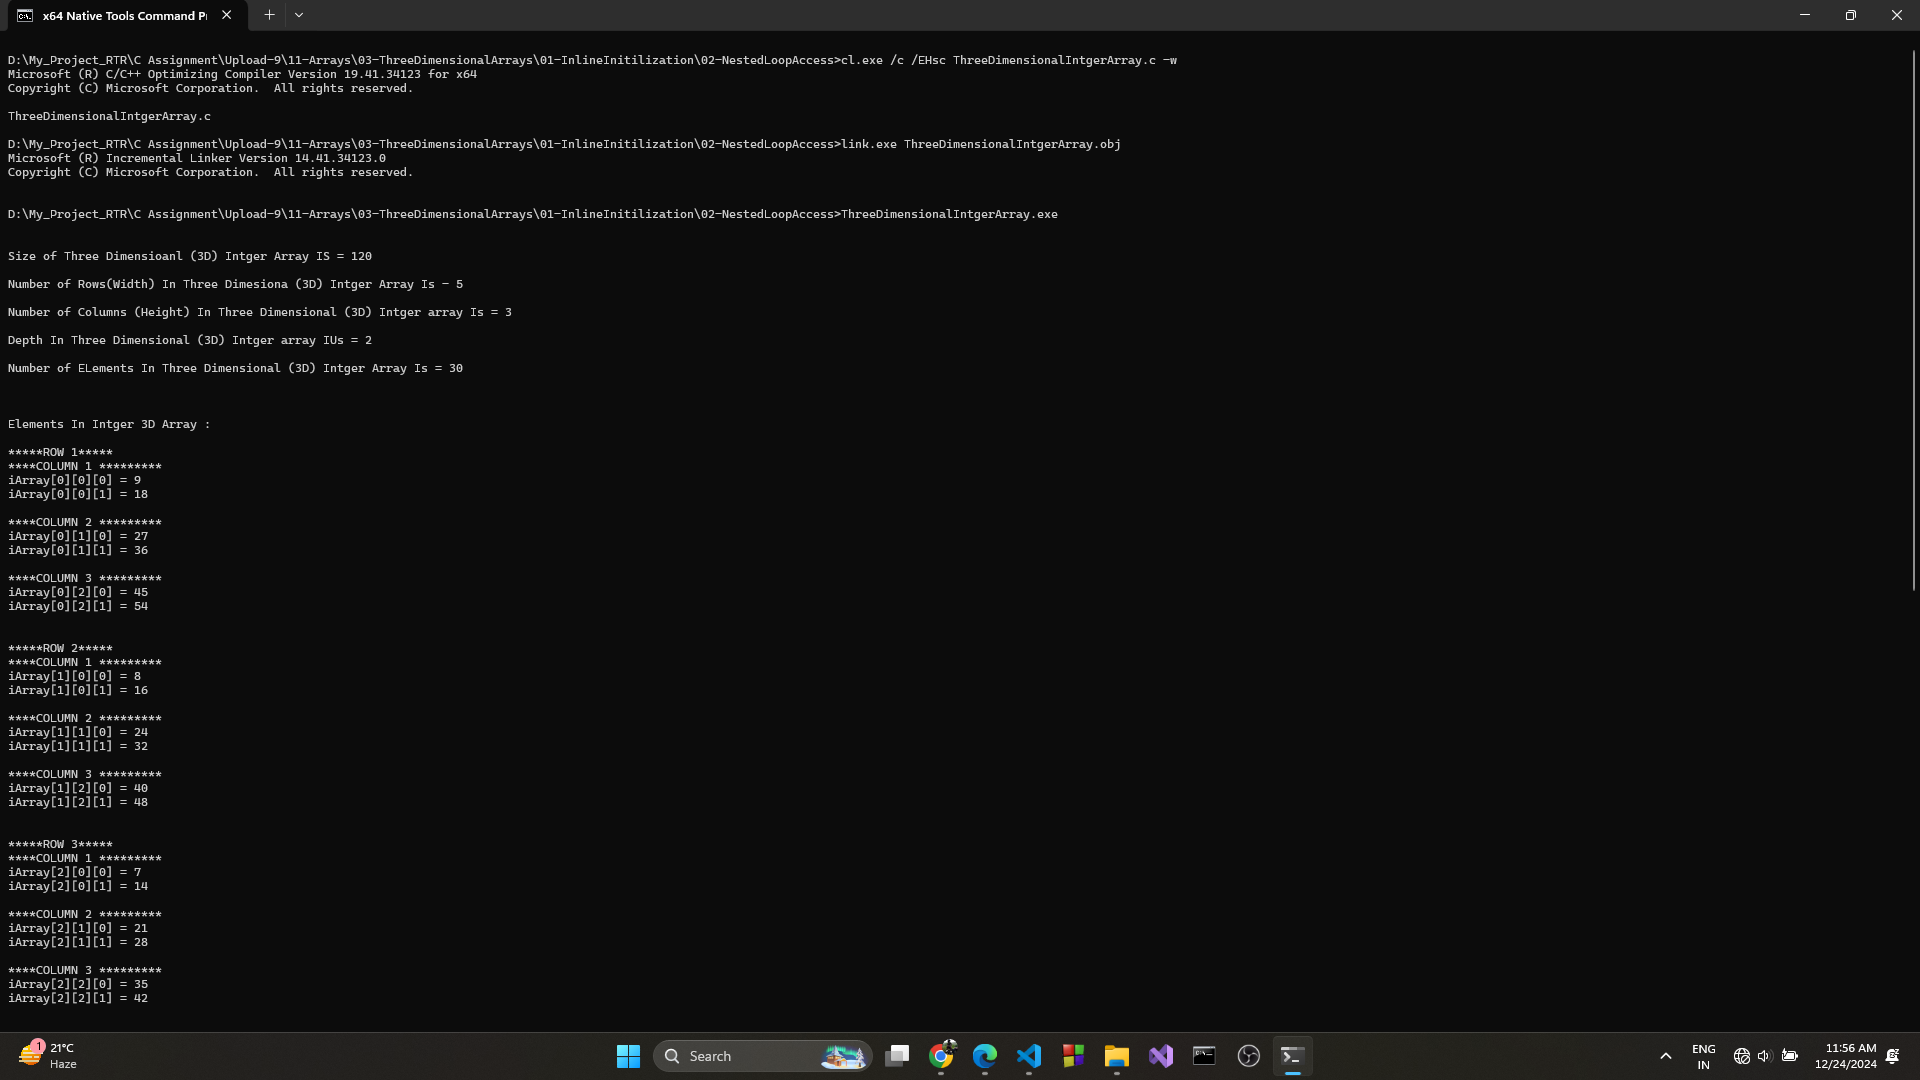 x64 Native Tools Command P
D:\My_Project_RTR\C Assignment\Upload-9\11-Arrays\03-ThreeDimensionalArrays\01-InlineInitilization\02-NestedLoopAccess>cl.exe /c /EHsc ThreeDimensionalIntgerArray.c -w
Microsoft (R) C/C++ Optimizing Compiler Version 19.41.34123 for x64
Copyright (C) Microsoft Corporation.  All rights reserved.
ThreeDimensionalIntgerArray.c
D:\My_Project_RTR\C Assignment\Upload-9\11-Arrays\03-ThreeDimensionalArrays\01-InlineInitilization\02-NestedLoopAccess>link.exe ThreeDimensionalIntgerArray.obj
Microsoft (R) Incremental Linker Version 14.41.34123.0
Copyright (C) Microsoft Corporation.  All rights reserved.
D:\My_Project_RTR\C Assignment\Upload-9\11-Arrays\03-ThreeDimensionalArrays\01-InlineInitilization\02-NestedLoopAccess>ThreeDimensionalIntgerArray.exe
Size of Three Dimensioanl (3D) Intger Array IS = 120
Number of Rows(Width) In Three Dimesiona (3D) Intger Array Is - 5
Number of Columns (Height) In Three Dimensional (3D) Intger array Is = 3
Depth In Three Dimensional (3D) Intger array IUs = 2
Number of ELements In Three Dimensional (3D) Intger Array Is = 30
Elements In Intger 3D Array :
*****ROW 1*****
****COLUMN 1 *********
iArray[0][0][0] = 9
iArray[0][0][1] = 18
****COLUMN 2 *********
iArray[0][1][0] = 27
iArray[0][1][1] = 36
****COLUMN 3 *********
iArray[0][2][0] = 45
iArray[0][2][1] = 54
*****ROW 2*****
****COLUMN 1 *********
iArray[1][0][0] = 8
iArray[1][0][1] = 16
****COLUMN 2 *********
iArray[1][1][0] = 24
iArray[1][1][1] = 32
****COLUMN 3 *********
iArray[1][2][0] = 40
iArray[1][2][1] = 48
*****ROW 3*****
****COLUMN 1 *********
iArray[2][0][0] = 7
iArray[2][0][1] = 14
****COLUMN 2 *********
iArray[2][1][0] = 21
iArray[2][1][1] = 28
****COLUMN 3 *********
iArray[2][2][0] = 35
iArray[2][2][1] = 42
1
21°C
Haze
Search
ENG
IN
11:56 AM
12/24/2024